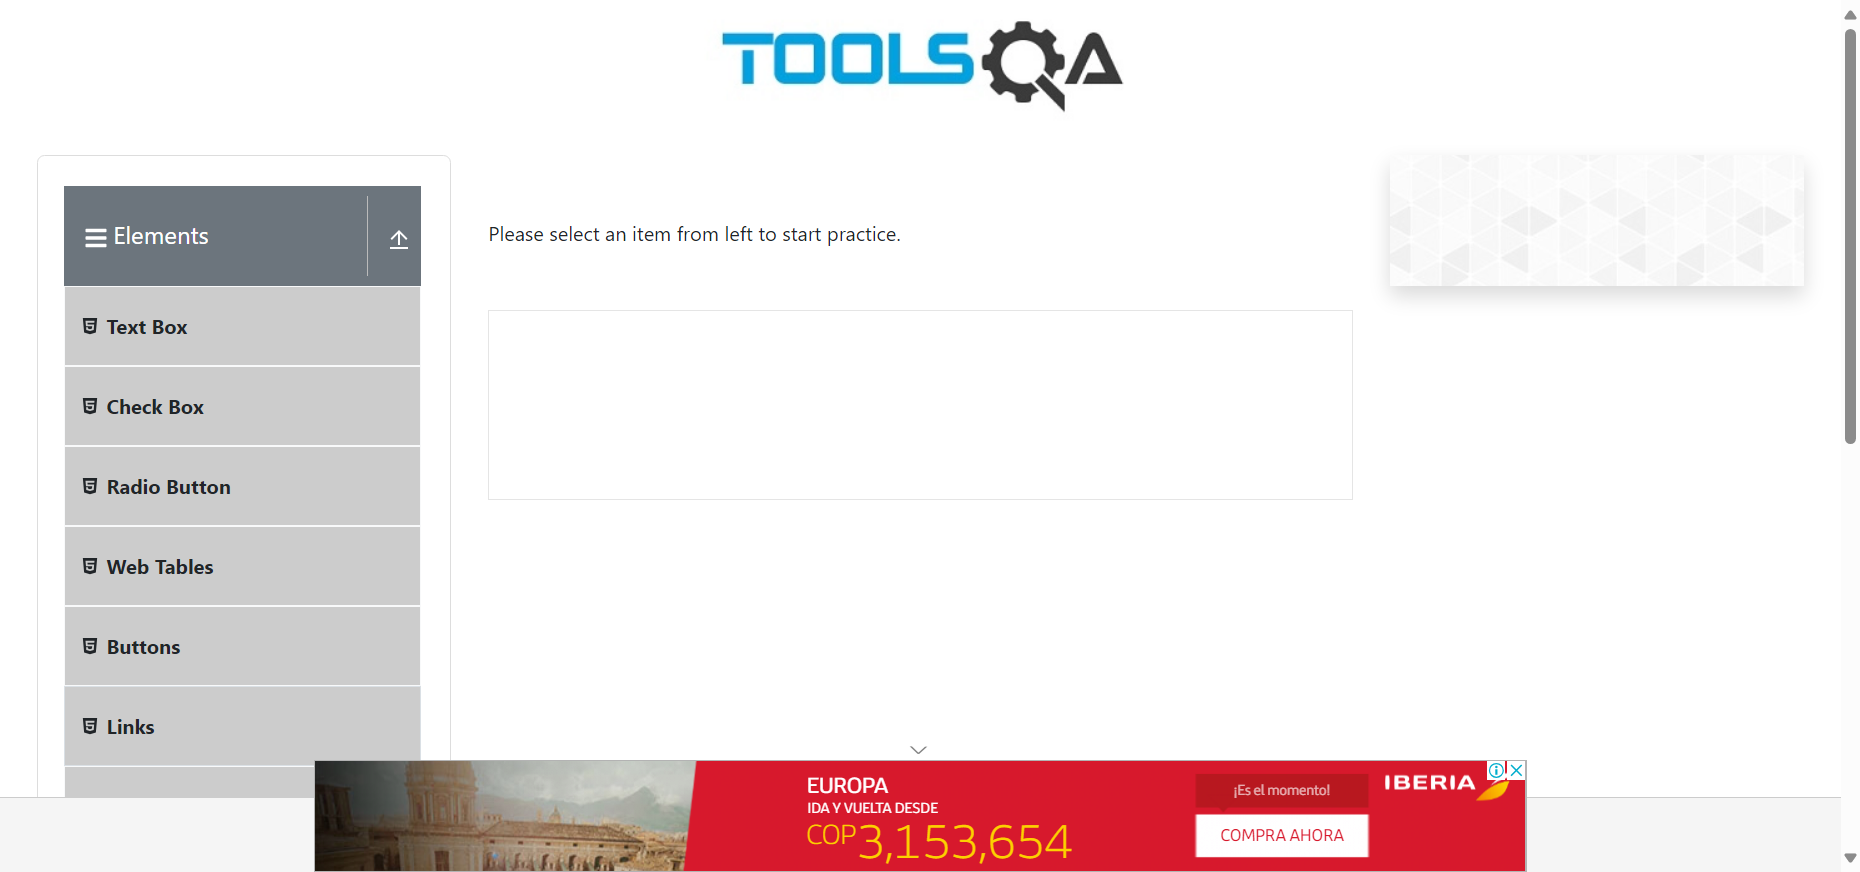 TOOLSQA
Elements
Please select an item from left to start practice.
Text Box
Check Box
Radio Button
Web Tables
Buttons
Links
EUROPA
IDA Y VUELTA DESDE
COP3,153,654
¡Es el momento!
COMPRA AHORA
IBERIA